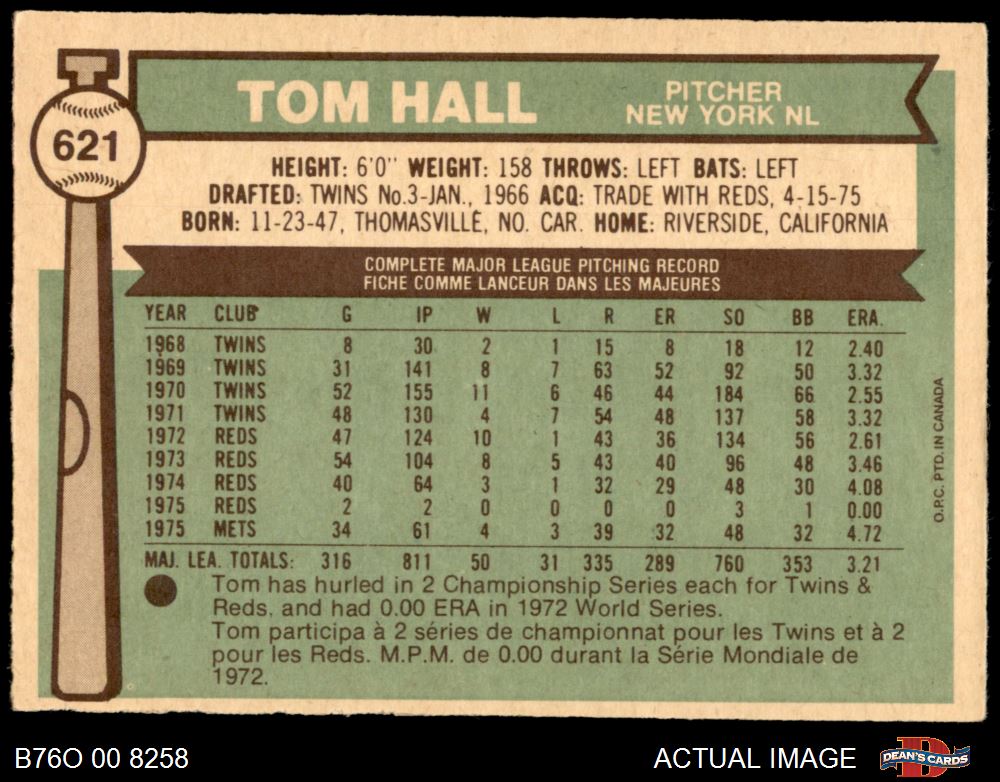 621
TOM HALL
PITCHER
NEW YORK NL
HEIGHT: 6'0" WEIGHT: 158 THROWS: LEFT BATS: LEFT
DRAFTED: TWINS No.3-JAN., 1966 ACQ: TRADE WITH REDS, 4-15-75
BORN: 11-23-47, THOMASVILLE, NO. CAR. HOME: RIVERSIDE, CALIFORNIA
COMPLETE MAJOR LEAGUE PITCHING RECORD
FICHE COMME LANCEUR DANS LES MAJEURES
YEAR CLUB G IP W L R ER SO BB ERA.
1968 TWINS 8 30 2 1 15 8 18 12 2.40
1969 TWINS 31 141 8 7 63 52 92 50 3.32
1970 TWINS 52 155 11 6 46 44 184 66 2.55
1971 TWINS 48 130 4 7 54 48 137 58 3.32
1972 REDS 47 124 10 1 43 36 134 56 2.61
1973 REDS 54 104 8 5 43 40 96 48 3.46
1974 REDS 40 64 3 1 32 29 48 30 4.08
1975 REDS 2 2 0 0 0 0 3 1 0.00
1975 METS 34 61 4 3 39 32 48 32 4.72
MAJ. LEA. TOTALS: 316 811 50 31 335 289 760 353 3.21
Tom has hurled in 2 Championship Series each for Twins &
Reds. and had 0.00 ERA in 1972 World Series.
Tom participa à 2 séries de championnat pour les Twins et à 2
pour les Reds. M.P.M. de 0.00 durant la Série Mondiale de
1972.
O.P.C. PTD. IN CANADA
B76O 00 8258
ACTUAL IMAGE
DEAN'S CARDS